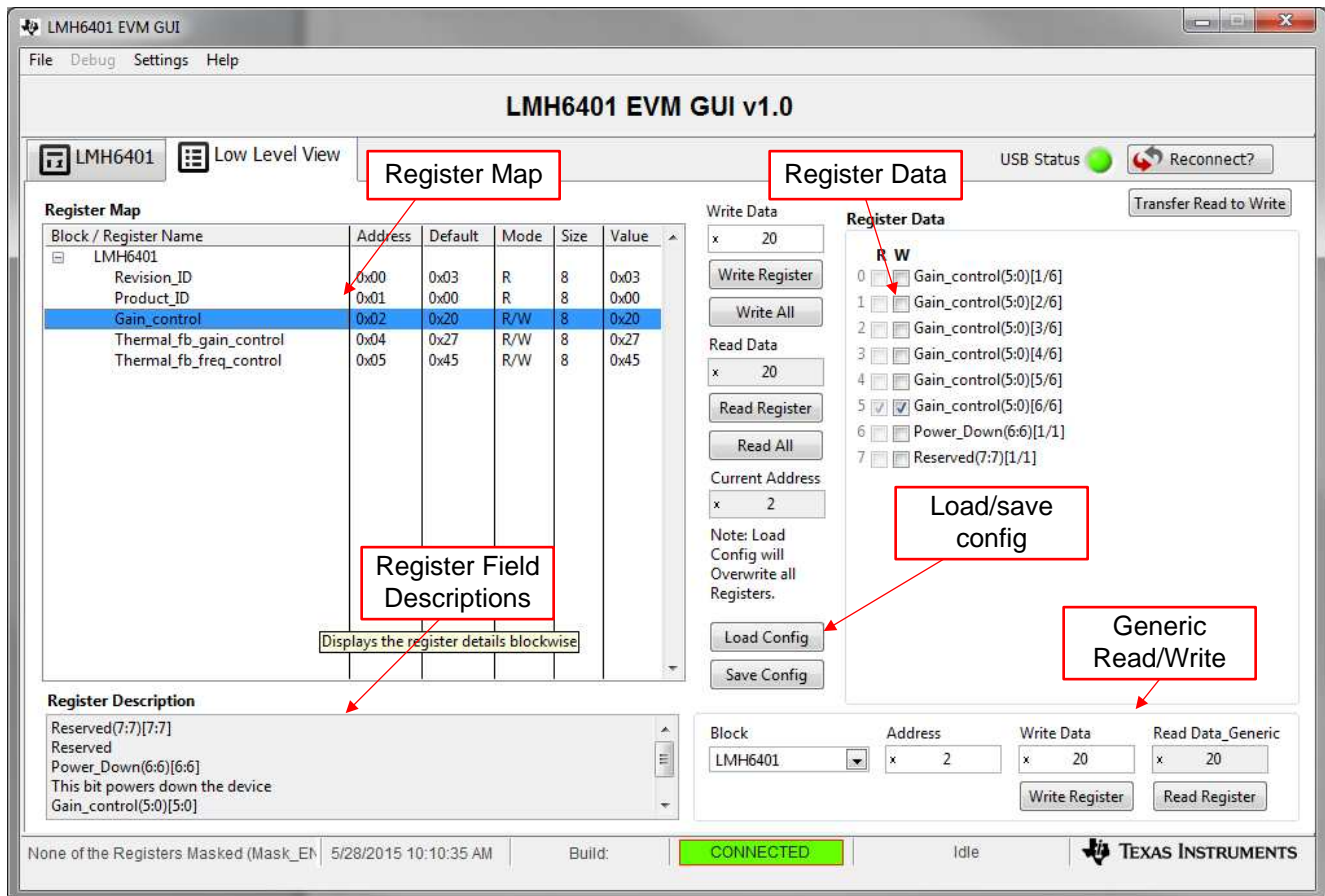 LMH6401 EVM GUI
File Debug Settings Help
LMH6401 EVM GUI v1.0
LMH6401
Low Level View
USB Status
Reconnect?
Register Map
Register Data
Transfer Read to Write
Register Map
Block / Register Name Address Default Mode Size Value
LMH6401
Revision_ID 0x00 0x03 R 8 0x03
Product_ID 0x01 0x00 R 8 0x00
Gain_control 0x02 0x20 R/W 8 0x20
Thermal_fb_gain_control 0x04 0x27 R/W 8 0x27
Thermal_fb_freq_control 0x05 0x45 R/W 8 0x45
Register Field
Descriptions
Displays the register details blockwise
Write Data
x 20
Write Register
Write All
Read Data
x 20
Read Register
Read All
Current Address
x 2
Note: Load
Config will
Overwrite all
Registers.
Load Config
Save Config
Register Data
R W
0 Gain_control(5:0)[1/6]
1 Gain_control(5:0)[2/6]
2 Gain_control(5:0)[3/6]
3 Gain_control(5:0)[4/6]
4 Gain_control(5:0)[5/6]
5 Gain_control(5:0)[6/6]
6 Power_Down(6:6)[1/1]
7 Reserved(7:7)[1/1]
Load/save
config
Generic
Read/Write
Register Description
Reserved(7:7)[7:7]
Reserved
Power_Down(6:6)[6:6]
This bit powers down the device
Gain_control(5:0)[5:0]
Block Address Write Data Read Data_Generic
LMH6401 x 2 x 20 x 20
Write Register Read Register
None of the Registers Masked (Mask_EN 5/28/2015 10:10:35 AM Build: CONNECTED Idle TEXAS INSTRUMENTS